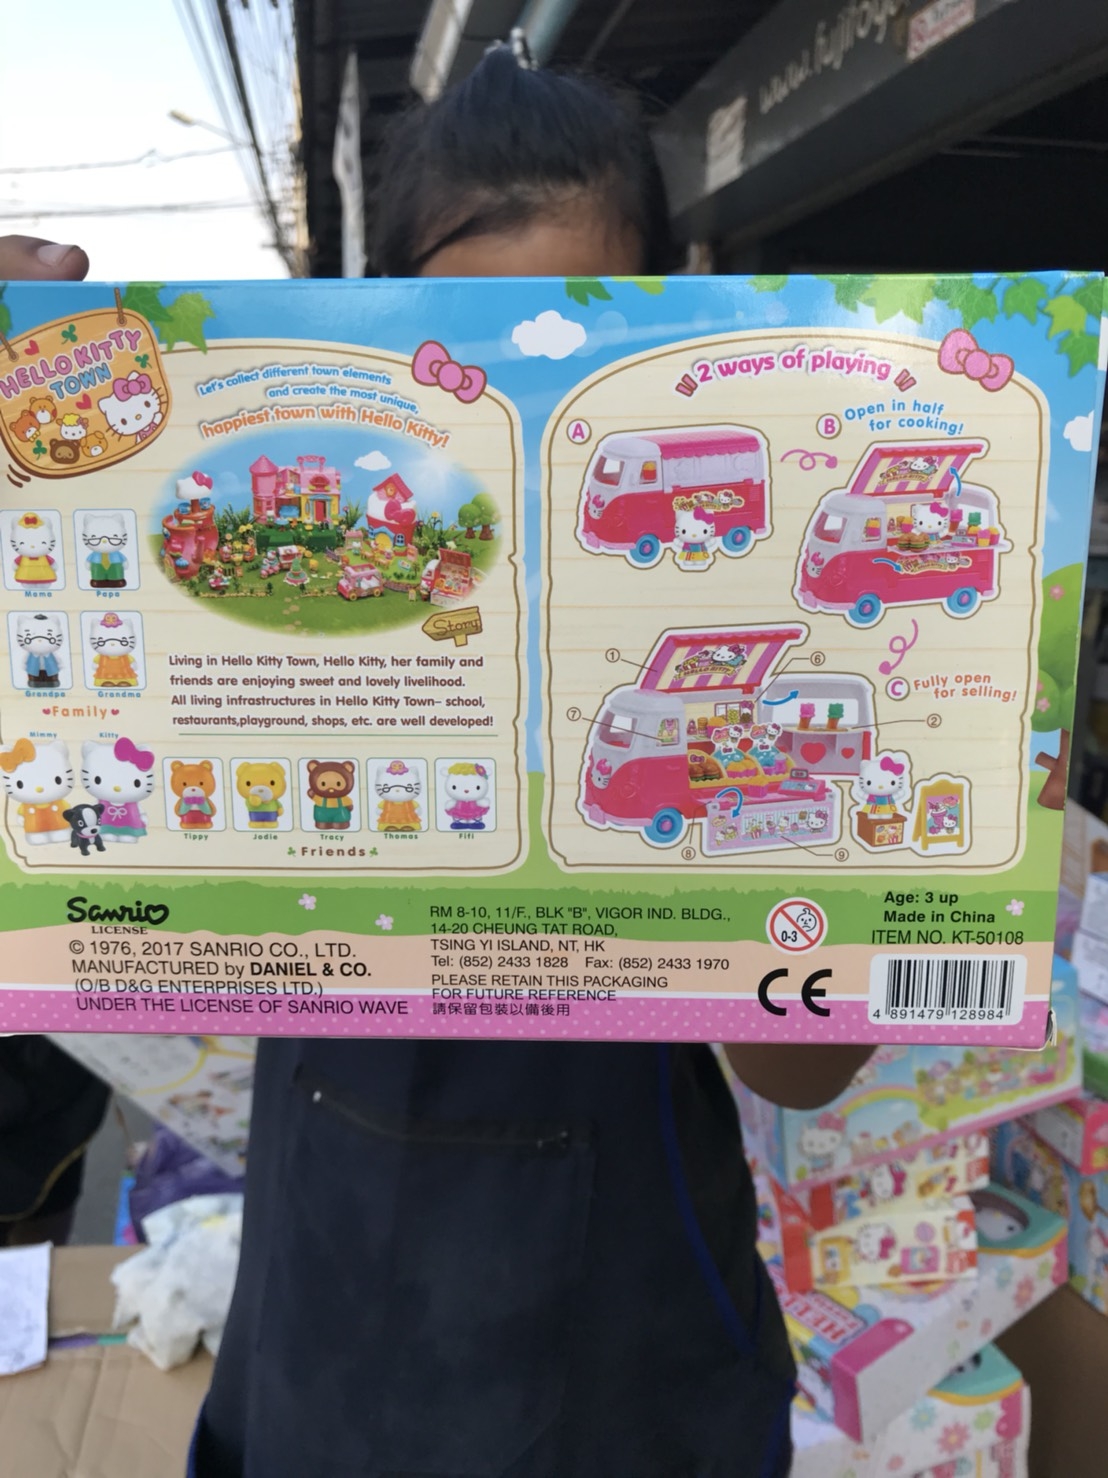 www.fujitoy
HELLO KITTY
TOWN
Let's collect different town elements
and create the most unique,
happiest town with Hello Kitty!
Mama
Papa
Grandpa
Grandma
Family
Mimmy
Kitty
Story
Living in Hello Kitty Town, Hello Kitty, her family and
friends are enjoying sweet and lovely livelihood.
All living infrastructures in Hello Kitty Town– school,
restaurants,playground, shops, etc. are well developed!
Tippy
Jodie
Tracy
Thomas
Fifi
Friends
2 ways of playing
A
B
Open in half
for cooking!
C
Fully open
for selling!
1
6
7
2
8
9
Sanrio
LICENSE
© 1976, 2017 SANRIO CO., LTD.
MANUFACTURED by DANIEL & CO.
(O/B D&G ENTERPRISES LTD.)
UNDER THE LICENSE OF SANRIO WAVE
RM 8-10, 11/F., BLK "B", VIGOR IND. BLDG.,
14-20 CHEUNG TAT ROAD,
TSING YI ISLAND, NT, HK
Tel: (852) 2433 1828 Fax: (852) 2433 1970
PLEASE RETAIN THIS PACKAGING
FOR FUTURE REFERENCE
請保留包裝以備後用
0-3
CE
Age: 3 up
Made in China
ITEM NO. KT-50108
4 891479 128984